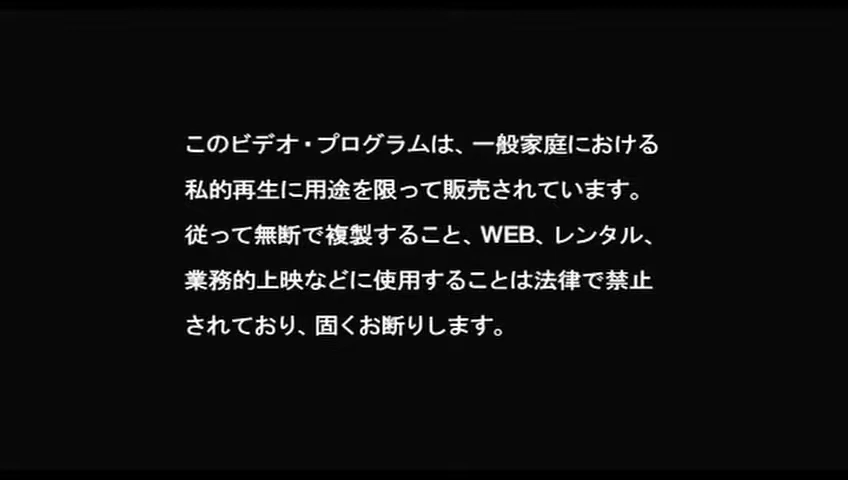 このビデオ・プログラムは、一般家庭における
私的再生に用途を限って販売されています。
従って無断で複製すること、WEB、レンタル、
業務的上映などに使用することは法律で禁止
されており、固くお断りします。